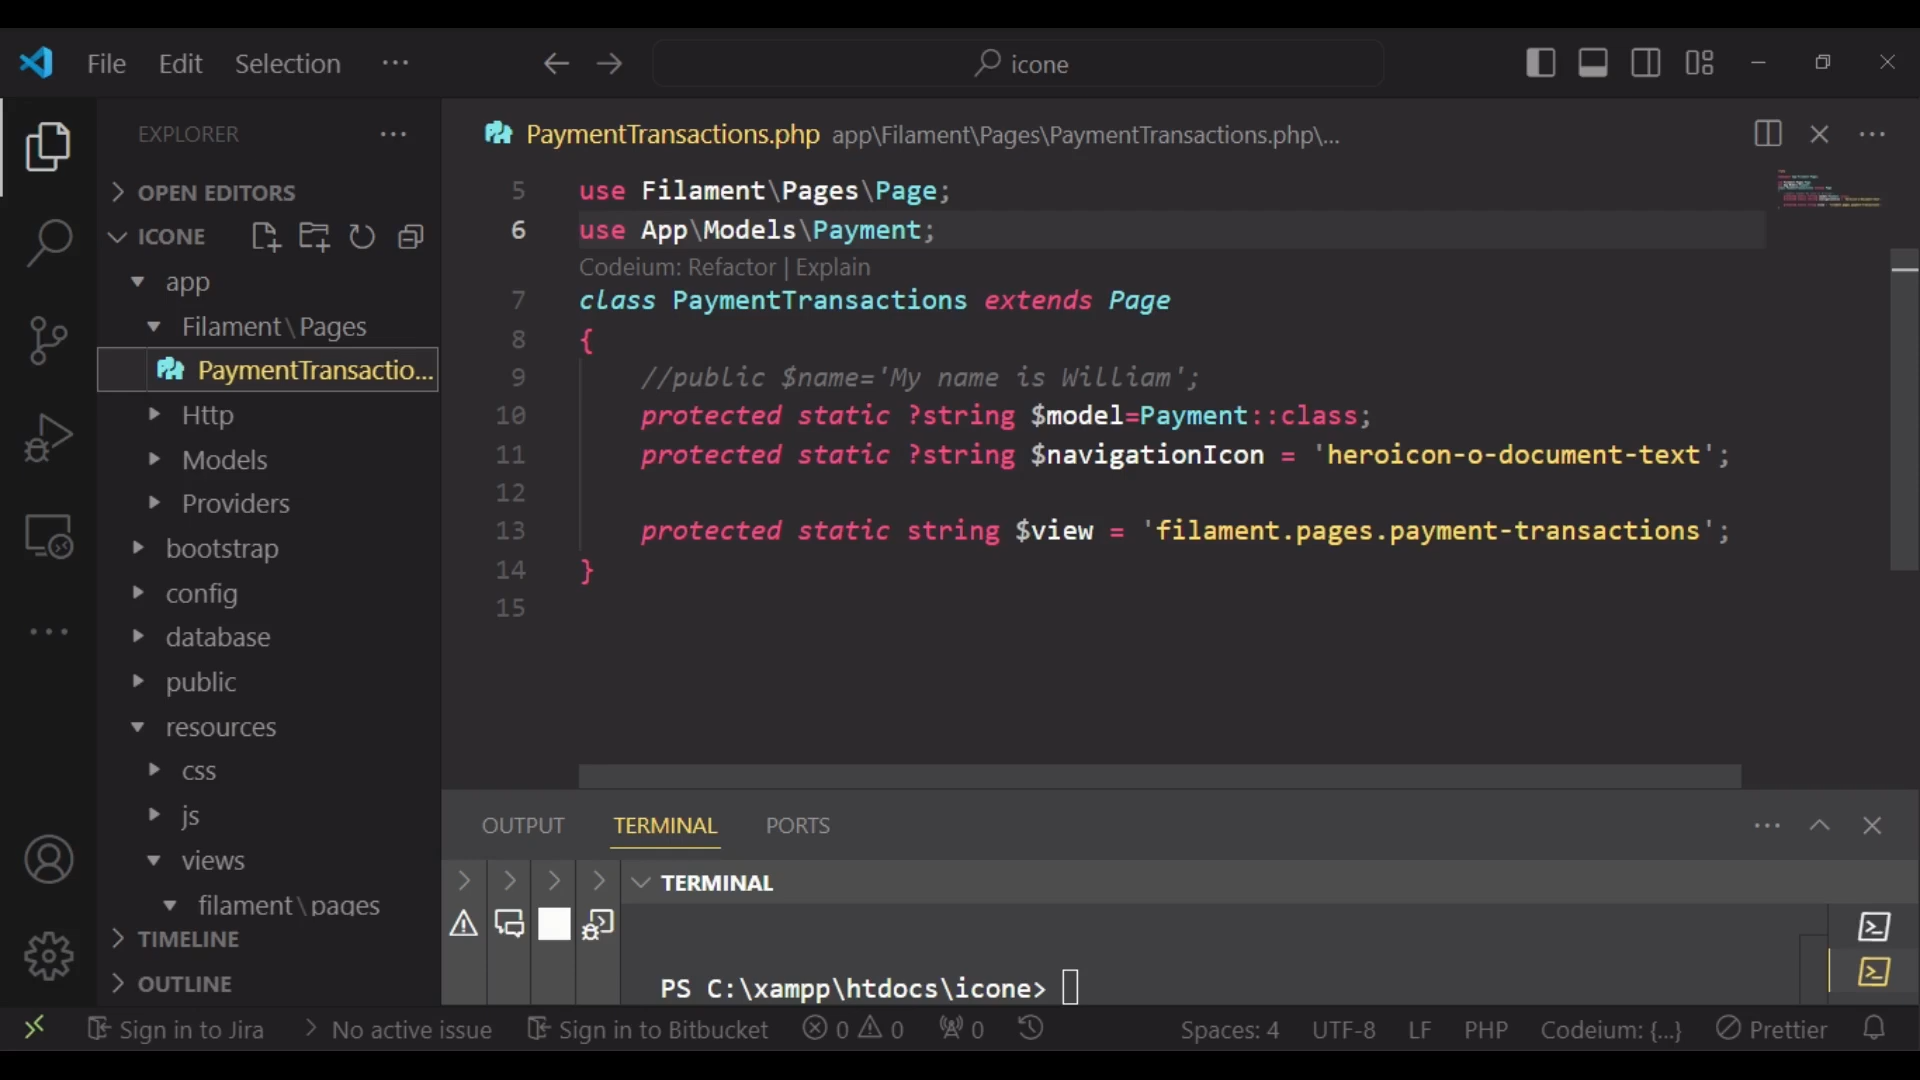 File Edit Selection ···
icone
EXPLORER ···
OPEN EDITORS
ICONE
app
Filament\Pages
PaymentTransactio...
Http
Models
Providers
bootstrap
config
database
public
resources
css
js
views
filament\pages
TIMELINE
OUTLINE
PaymentTransactions.php app\Filament\Pages\PaymentTransactions.php\...
5 use Filament\Pages\Page;
6 use App\Models\Payment;
Codeium: Refactor | Explain
7 class PaymentTransactions extends Page
8 {
9 //public $name='My name is William';
10 protected static ?string $model=Payment::class;
11 protected static ?string $navigationIcon = 'heroicon-o-document-text';
12
13 protected static string $view = 'filament.pages.payment-transactions';
14 }
15
OUTPUT TERMINAL PORTS
TERMINAL
PS C:\xampp\htdocs\icone>
Sign in to Jira No active issue Sign in to Bitbucket 0 0 0 Spaces: 4 UTF-8 LF PHP Codeium: {...} Prettier